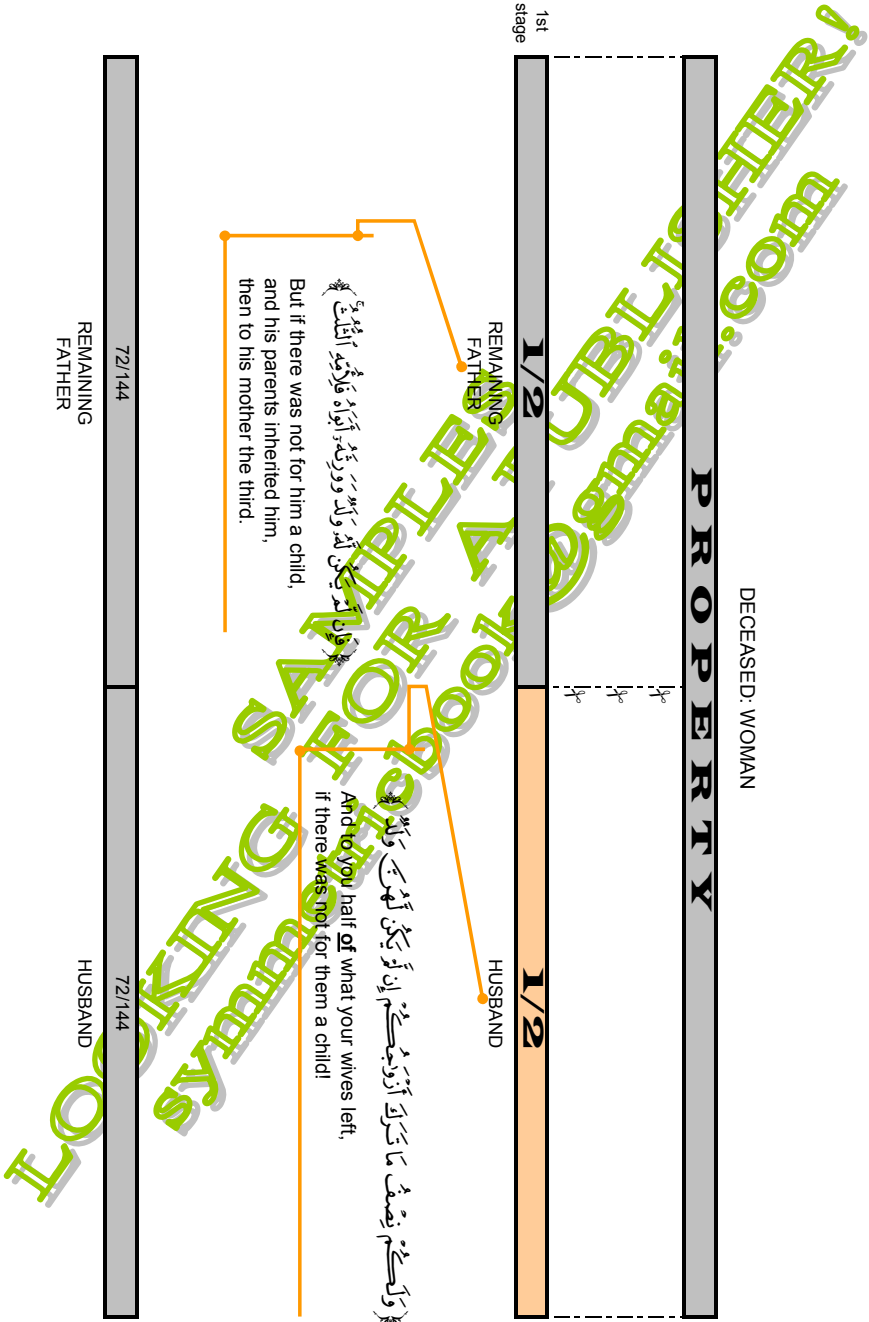 DECEASED: WOMAN
PROPERTY
1st
stage
1/2
1/2
REMAINING
FATHER
HUSBAND
﴿وَلَكُمْ نِصْفُ مَا تَرَكَ أَزْوَٰجُكُمْ إِن لَّمْ يَكُن لَّهُنَّ وَلَدٌ﴾
And to you half of what your wives left,
if there was not for them a child!
﴿فَإِن لَّمْ يَكُن لَّهُۥ وَلَدٌ وَوَرِثَهُۥٓ أَبَوَاهُ فَلِأُمِّهِ ٱلثُّلُثُ﴾
But if there was not for him a child,
and his parents inherited him,
then to his mother the third.
72/144
72/144
REMAINING
FATHER
HUSBAND
SAMPLES
LOOKING FOR A PUBLISHER!
symmetricbook@gmail.com